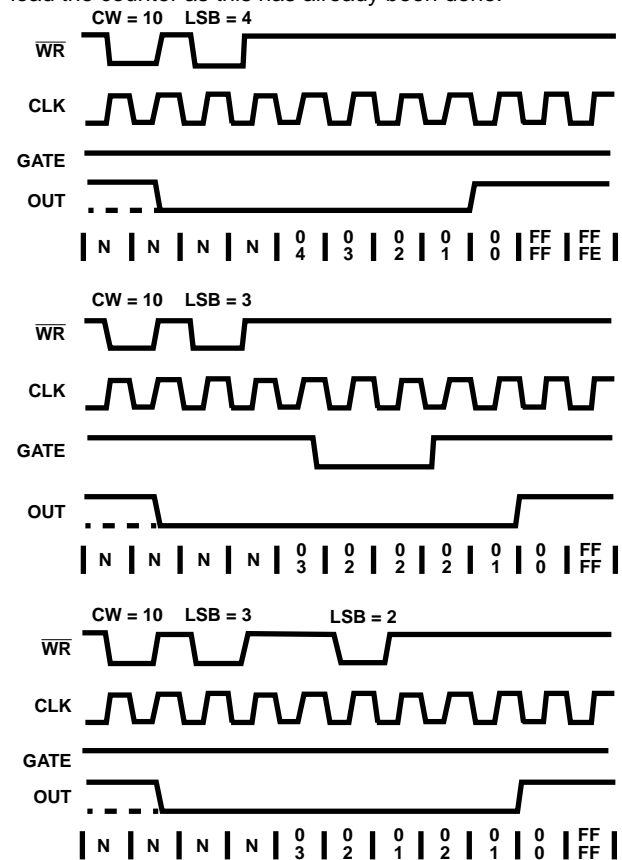 load the counter as this has already been done.
CW = 10 LSB = 4
WR
CLK
GATE
OUT
N N N N 0 4 0 3 0 2 0 1 0 0 FF FF FF FE
CW = 10 LSB = 3
WR
CLK
GATE
OUT
N N N N 0 3 0 2 0 2 0 2 0 1 0 0 FF FF
CW = 10 LSB = 3 LSB = 2
WR
CLK
GATE
OUT
N N N N 0 3 0 2 0 1 0 2 0 1 0 0 FF FF